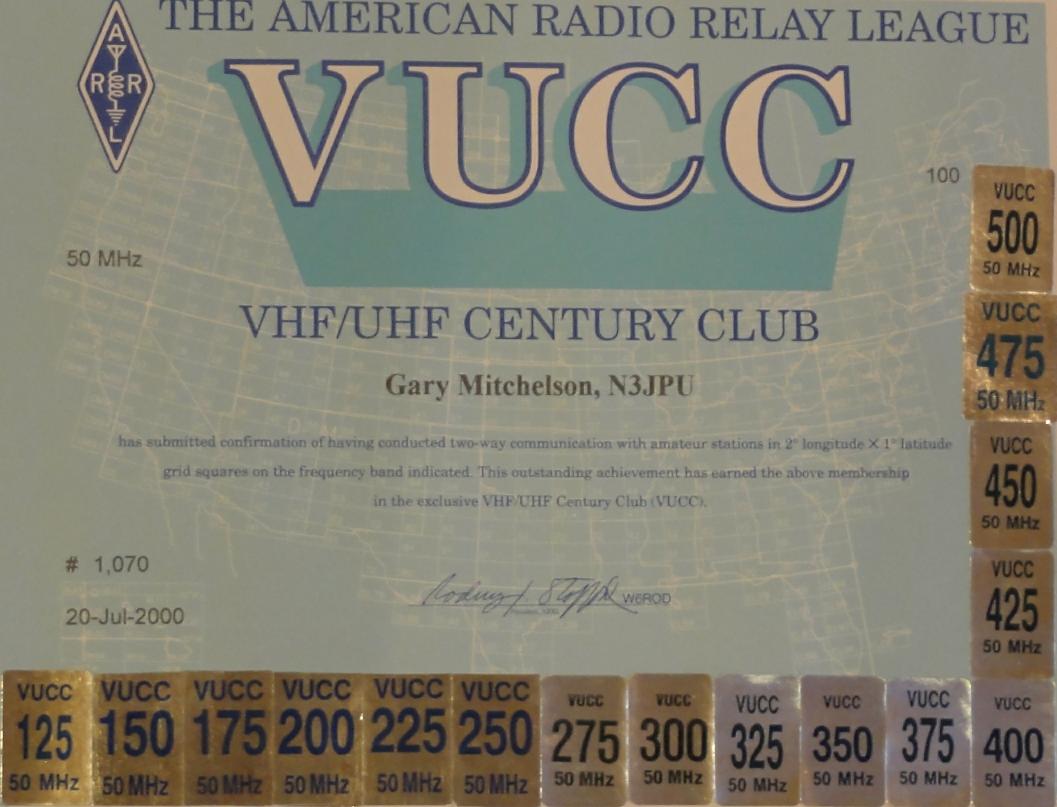 THE AMERICAN RADIO RELAY LEAGUE
A
R R
L
VUCC
100
50 MHz
VHF/UHF CENTURY CLUB
Gary Mitchelson, N3JPU
has submitted confirmation of having conducted two-way communication with amateur stations in 2° longitude X 1° latitude
grid squares on the frequency band indicated. This outstanding achievement has earned the above membership
in the exclusive VHF/UHF Century Club (VUCC).
# 1,070
20-Jul-2000
W6ROD
VUCC
500
50 MHz
VUCC
475
50 MHz
VUCC
450
50 MHz
VUCC
425
50 MHz
VUCC
125
50 MHz
VUCC
150
50 MHz
VUCC
175
50 MHz
VUCC
200
50 MHz
VUCC
225
50 MHz
VUCC
250
50 MHz
VUCC
275
50 MHz
VUCC
300
50 MHz
VUCC
325
50 MHz
VUCC
350
50 MHz
VUCC
375
50 MHz
VUCC
400
50 MHz